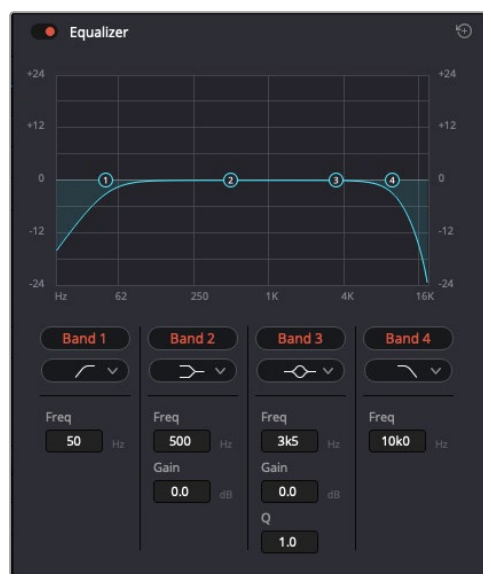 Equalizer
+24 +24
+12 +12
0 1 2 3 4 0
-12 -12
-24 -24
Hz 62 250 1K 4K 16K
Band 1 Band 2 Band 3 Band 4
Freq Freq Freq Freq
50 Hz 500 Hz 3k5 Hz 10k0 Hz
Gain Gain
0.0 dB 0.0 dB
Q
1.0